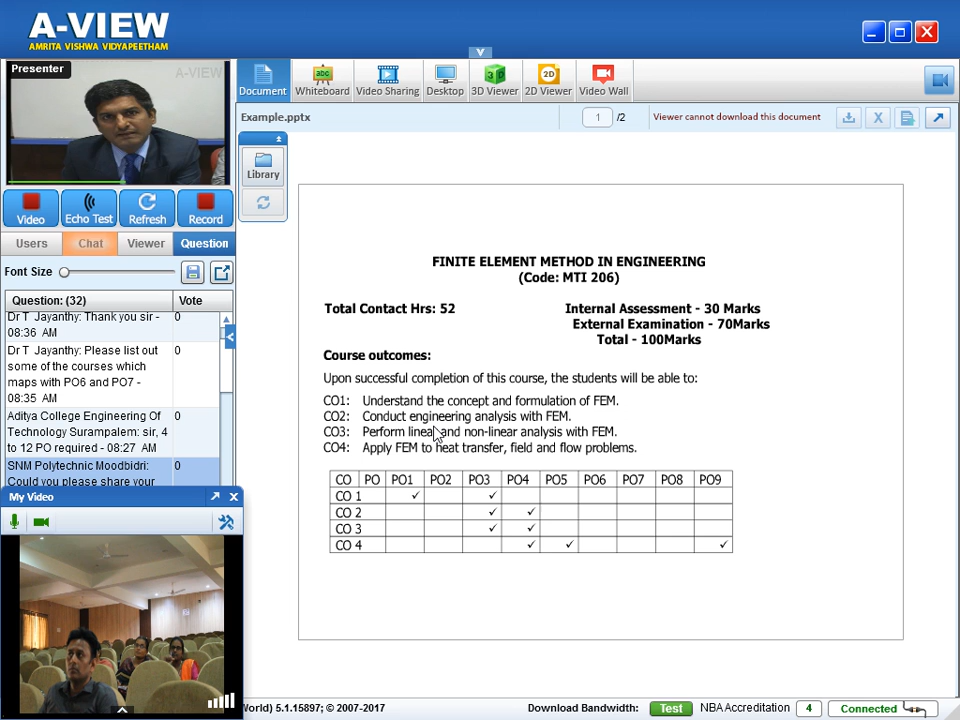 A-VIEW
AMRITA VISHWA VIDYAPEETHAM
Presenter
A-VIEW
Video
Echo Test
Refresh
Record
Users
Chat
Viewer
Question
Font Size
Question: (32)
Vote
Dr T Jayanthy: Thank you sir -
08:36 AM
0
Dr T Jayanthy: Please list out
some of the courses which
maps with PO6 and PO7 -
08:35 AM
0
Aditya College Engineering Of
Technology Surampalem: sir, 4
to 12 PO required - 08:27 AM
0
SNM Polytechnic Moodbidri:
Could you please share your
0
My Video
Document
Whiteboard
abc
Video Sharing
Desktop
3D Viewer
3D
2D Viewer
2D
Video Wall
Example.pptx
1 /2
Viewer cannot download this document
Library
FINITE ELEMENT METHOD IN ENGINEERING
(Code: MTI 206)
Total Contact Hrs: 52
Internal Assessment - 30 Marks
External Examination - 70Marks
Total - 100Marks
Course outcomes:
Upon successful completion of this course, the students will be able to:
CO1: Understand the concept and formulation of FEM.
CO2: Conduct engineering analysis with FEM.
CO3: Perform linear and non-linear analysis with FEM.
CO4: Apply FEM to heat transfer, field and flow problems.
CO PO PO1 PO2 PO3 PO4 PO5 PO6 PO7 PO8 PO9
CO 1 ✓ ✓
CO 2 ✓ ✓
CO 3 ✓ ✓
CO 4 ✓ ✓ ✓
World) 5.1.15897; © 2007-2017
Download Bandwidth: Test NBA Accreditation 4 Connected